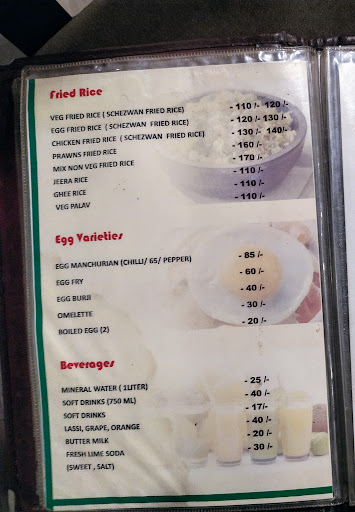 Fried Rice
VEG FRIED RICE ( SCHEZWAN FRIED RICE) - 110 /- 120/-
EGG FRIED RICE ( SCHEZWAN FRIED RICE) - 120/- 130/-
CHICKEN FRIED RICE ( SCHEZWAN FRIED RICE) - 130/- 140/-
PRAWNS FRIED RICE - 160/-
MIX NON VEG FRIED RICE - 170/-
JEERA RICE - 110/-
GHEE RICE - 110/-
VEG PALAV - 110/-
Egg Varieties
EGG MANCHURIAN (CHILLI/ 65/ PEPPER) - 85/-
EGG FRY - 60/-
EGG BURJI - 40/-
OMELETTE - 30/-
BOILED EGG (2) - 20/-
Beverages
MINERAL WATER ( 1LITER) - 25/-
SOFT DRINKS (750 ML) - 40/-
SOFT DRINKS - 17/-
LASSI, GRAPE, ORANGE - 40/-
BUTTER MILK - 20/-
FRESH LIME SODA - 30/-
(SWEET , SALT)